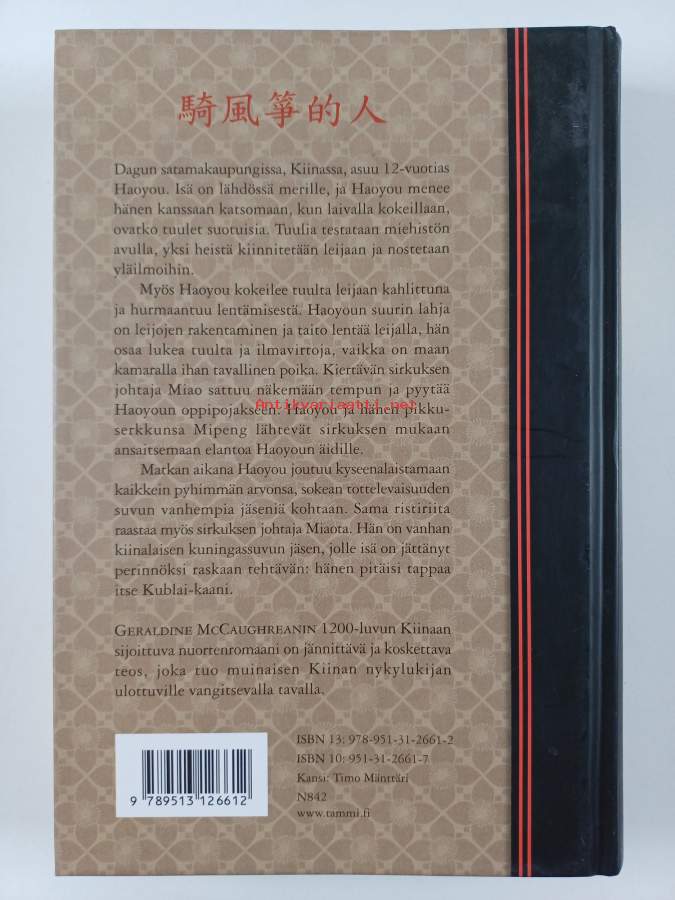 騎風箏的人
Dagun satamakaupungissa, Kiinassa, asuu 12-vuotias
Haoyou. Isä on lähdössä merille, ja Haoyou menee
hänen kanssaan katsomaan, kun laivalla kokeillaan,
ovatko tuulet suotuisia. Tuulia testataan miehistön
avulla, yksi heistä kiinnitetään leijaan ja nostetaan
yläilmoihin.
Myös Haoyou kokeilee tuulta leijaan kahlittuna
ja hurmaantuu lentämisestä. Haoyoun suurin lahja
on leijojen rakentaminen ja taito lentää leijalla, hän
osaa lukea tuulta ja ilmavirtoja, vaikka on maan
kamaralla ihan tavallinen poika. Kiertävän sirkuksen
johtaja Miao sattuu näkemään tempun ja pyytää
Antikvariaatti.net
Haoyoun oppipojakseen. Haoyou ja hänen pikku-
serkkunsa Mipeng lähtevät sirkuksen mukaan
ansaitsemaan elantoa Haoyoun äidille.
Matkan aikana Haoyou joutuu kyseenalaistamaan
kaikkein pyhimmän arvonsa, sokean tottelevaisuuden
suvun vanhempia jäseniä kohtaan. Sama ristiriita
raastaa myös sirkuksen johtaja Miaota. Hän on vanhan
kiinalaisen kuningassuvun jäsen, jolle isä on jättänyt
perinnöksi raskaan tehtävän: hänen pitäisi tappaa
itse Kublai-kaani.
GERALDINE MCCAUGHREANIN 1200-luvun Kiinaan
sijoittuva nuortenromaani on jännittävä ja koskettava
teos, joka tuo muinaisen Kiinan nykylukijan
ulottuville vangitsevalla tavalla.
ISBN 13: 978-951-31-2661-2
ISBN 10: 951-31-2661-7
Kansi: Timo Mänttäri
N842
www.tammi.fi
9 789513 126612